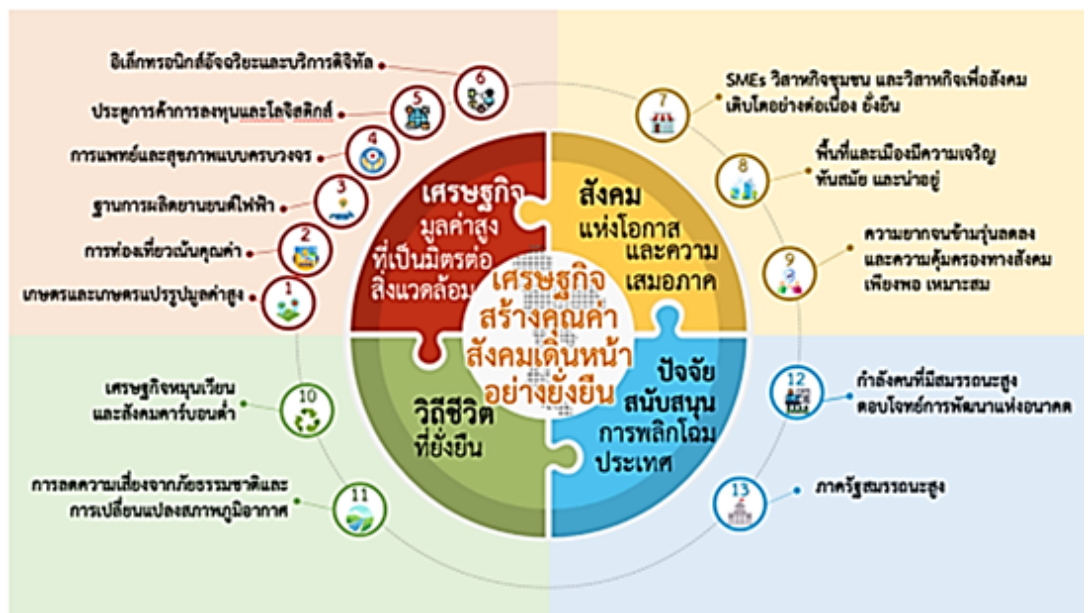 อิเล็กทรอนิกส์อัจฉริยะและบริการดิจิทัล
6
ประตูการค้าการลงทุนและโลจิสติกส์
5
การแพทย์และสุขภาพแบบครบวงจร
4
ฐานการผลิตยานยนต์ไฟฟ้า
3
การท่องเที่ยวเน้นคุณค่า
2
เกษตรและเกษตรแปรรูปมูลค่าสูง
1
เศรษฐกิจ
มูลค่าสูง
ที่เป็นมิตรต่อ
สิ่งแวดล้อม
สังคม
แห่งโอกาส
และความ
เสมอภาค
7
SMEs วิสาหกิจชุมชน และวิสาหกิจเพื่อสังคม
เติบโตอย่างต่อเนื่อง ยั่งยืน
8
พื้นที่และเมืองมีความเจริญ
ทันสมัย และน่าอยู่
9
ความยากจนข้ามรุ่นลดลง
และความคุ้มครองทางสังคม
เพียงพอ เหมาะสม
เศรษฐกิจ
สร้างคุณค่า
สังคมเดินหน้า
อย่างยั่งยืน
เศรษฐกิจหมุนเวียน
และสังคมคาร์บอนต่ำ
10
การลดความเสี่ยงจากภัยธรรมชาติและ
การเปลี่ยนแปลงสภาพภูมิอากาศ
11
วิถีชีวิต
ที่ยั่งยืน
ปัจจัย
สนับสนุน
การพลิกโฉม
ประเทศ
12
กำลังคนที่มีสมรรถนะสูง
ตอบโจทย์การพัฒนาแห่งอนาคต
13
ภาครัฐสมรรถนะสูง